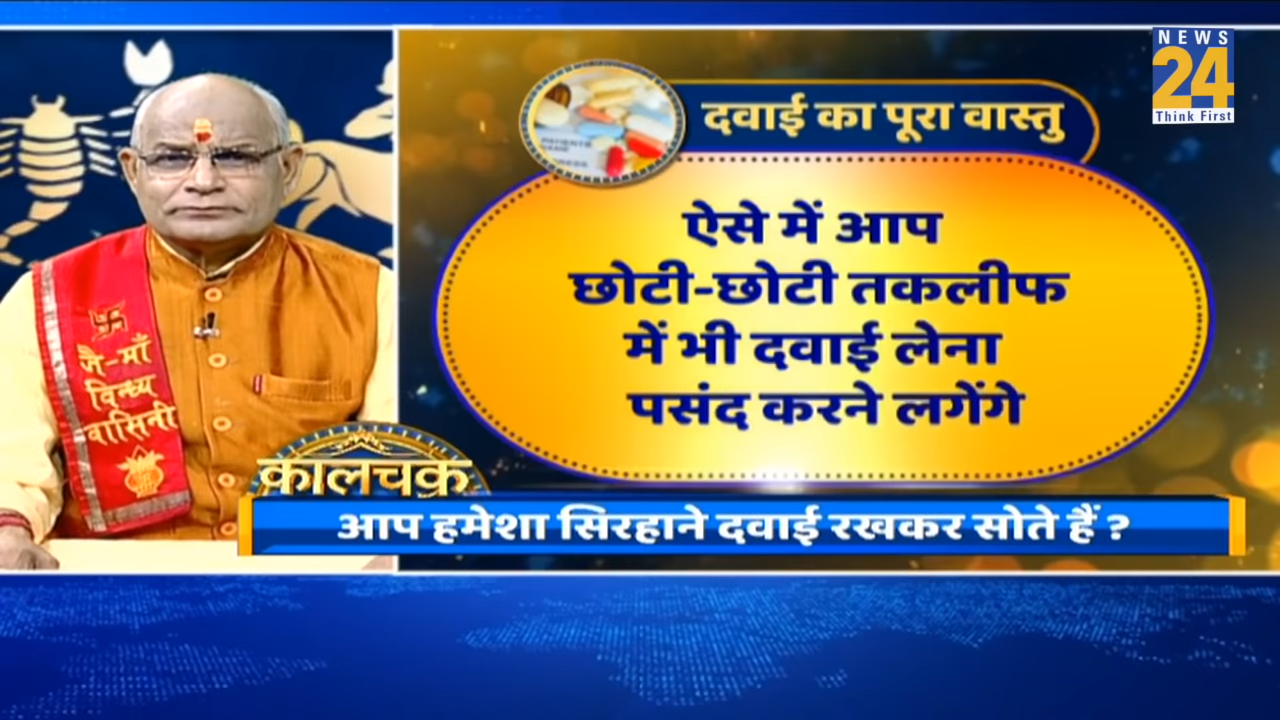 NEWS
24
Think First
दवाई का पूरा वास्तु
ऐसे में आप
छोटी-छोटी तकलीफ
में भी दवाई लेना
पसंद करने लगेंगे
जै-माँ
विन्ध्य
वासिनी
कालचक्र
आप हमेशा सिरहाने दवाई रखकर सोते हैं ?